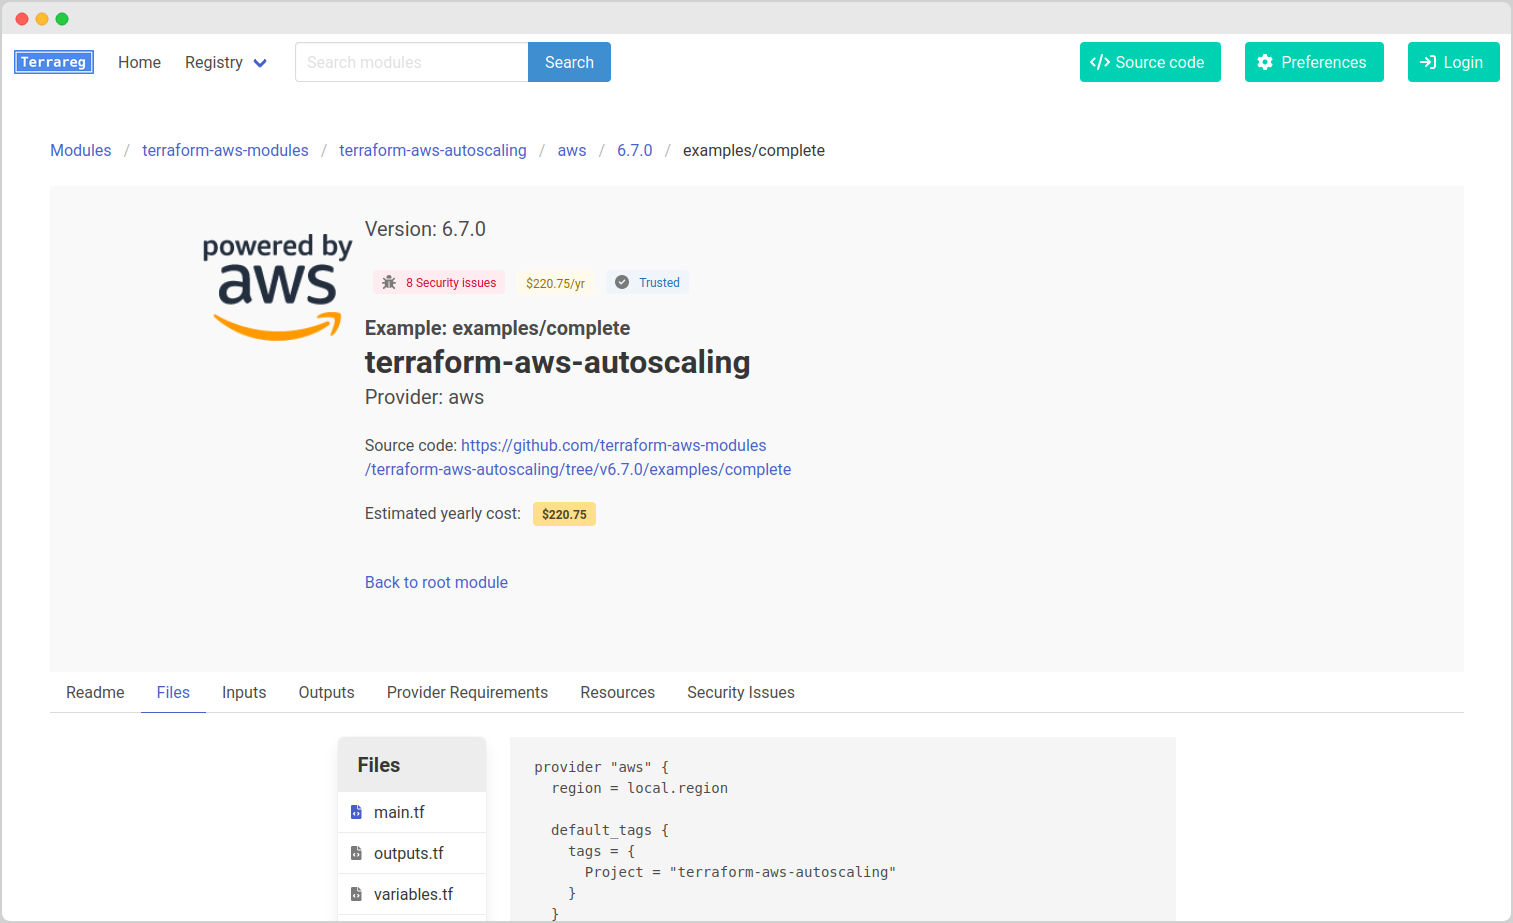 Terrareg Home Registry Search modules Search Source code Preferences Login
Modules / terraform-aws-modules / terraform-aws-autoscaling / aws / 6.7.0 / examples/complete
powered by
aws
Version: 6.7.0
8 Security issues $220.75/yr Trusted
Example: examples/complete
terraform-aws-autoscaling
Provider: aws
Source code: https://github.com/terraform-aws-modules
/terraform-aws-autoscaling/tree/v6.7.0/examples/complete
Estimated yearly cost: $220.75
Back to root module
Readme Files Inputs Outputs Provider Requirements Resources Security Issues
Files
main.tf
outputs.tf
variables.tf
provider "aws" {
  region = local.region
  default_tags {
    tags = {
      Project = "terraform-aws-autoscaling"
    }
  }